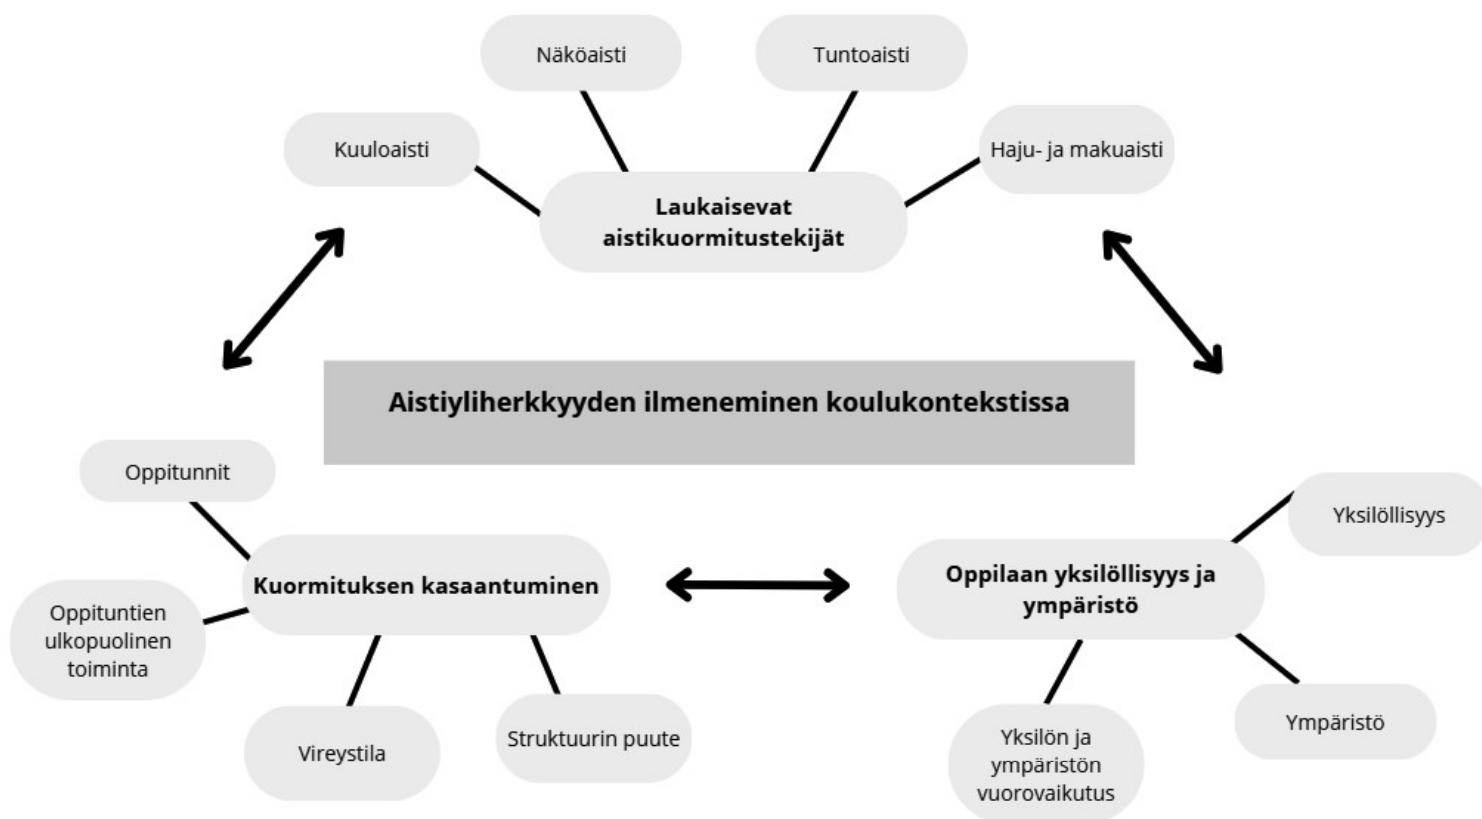 Näköaisti
Tuntoaisti
Kuuloaisti
Haju- ja makuaisti
Laukaisevat
aistikuormitustekijät
Aistiyliherkkyyden ilmeneminen koulukontekstissa
Oppitunnit
Kuormituksen kasaantuminen
Oppituntien
ulkopuolinen
toiminta
Vireystila
Struktuurin puute
Yksilöllisyys
Oppilaan yksilöllisyys ja
ympäristö
Ympäristö
Yksilön ja
ympäristön
vuorovaikutus